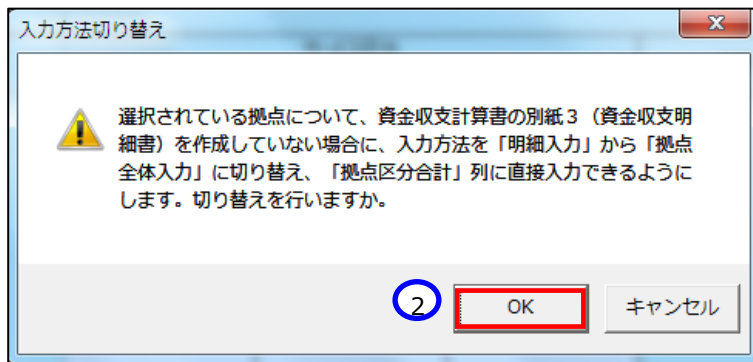 入力方法切り替え
x
選択されている拠点について、資金収支計算書の別紙3（資金収支明
細書）を作成していない場合に、入力方法を「明細入力」から「拠点
全体入力」に切り替え、「拠点区分合計」列に直接入力できるように
します。切り替えを行いますか。
2 OK キャンセル